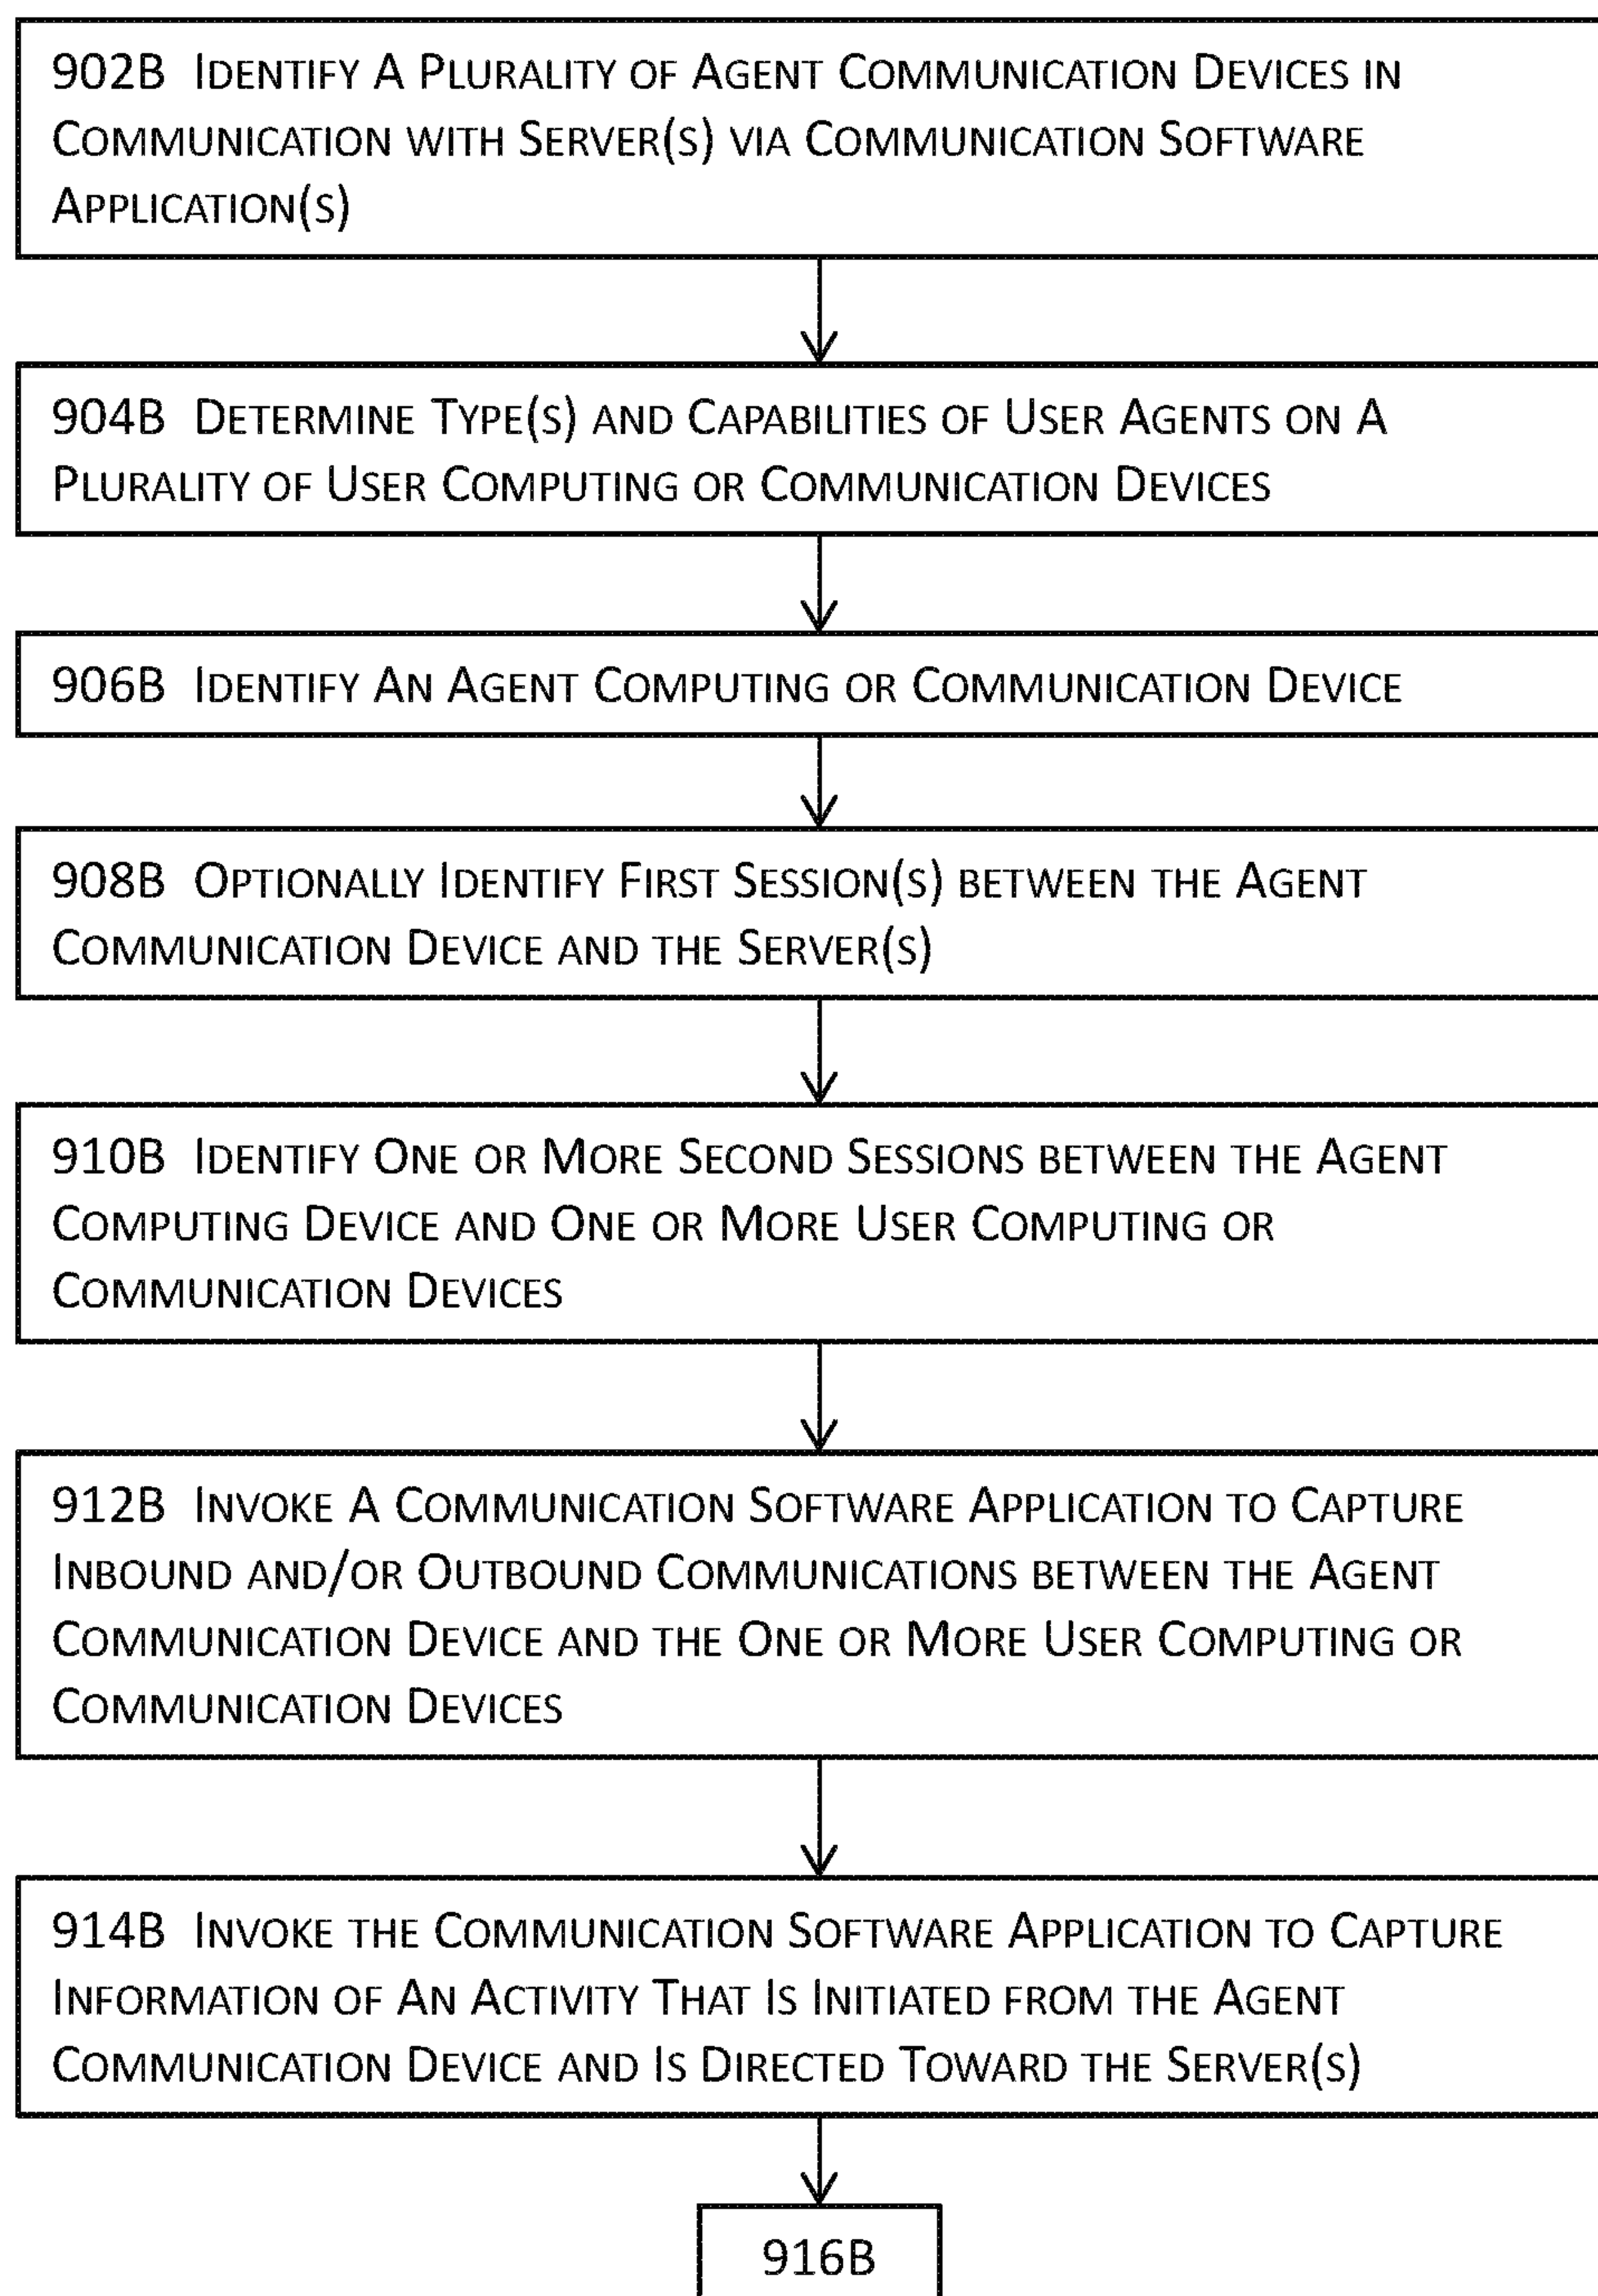 902B Identify A Plurality of Agent Communication Devices in
Communication with Server(s) via Communication Software
Application(s)
904B Determine Type(s) and Capabilities of User Agents on A
Plurality of User Computing or Communication Devices
906B Identify An Agent Computing or Communication Device
908B Optionally Identify First Session(s) between the Agent
Communication Device and the Server(s)
910B Identify One or More Second Sessions between the Agent
Computing Device and One or More User Computing or
Communication Devices
912B Invoke A Communication Software Application to Capture
Inbound and/or Outbound Communications between the Agent
Communication Device and the One or More User Computing or
Communication Devices
914B Invoke the Communication Software Application to Capture
Information of An Activity That Is Initiated from the Agent
Communication Device and Is Directed Toward the Server(s)
916B